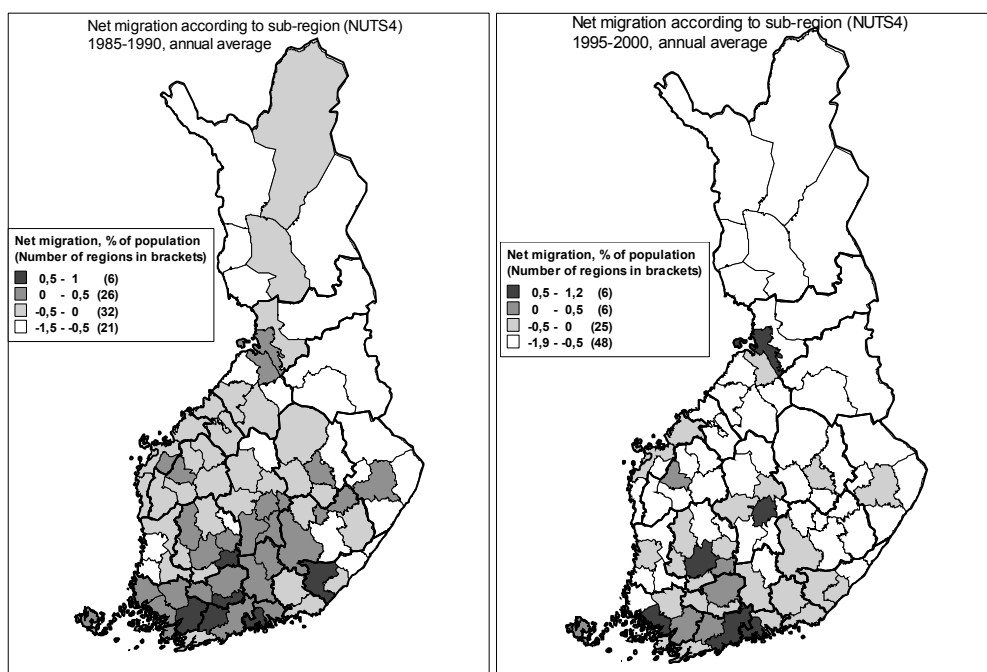 Net migration according to sub-region (NUTS4)
1985-1990, annual average
Net migration, % of population
(Number of regions in brackets)
0,5 - 1 (6)
0 - 0,5 (26)
-0,5 - 0 (32)
-1,5 - -0,5 (21)
Net migration according to sub-region (NUTS4)
1995-2000, annual average
Net migration, % of population
(Number of regions in brackets)
0,5 - 1,2 (6)
0 - 0,5 (6)
-0,5 - 0 (25)
-1,9 - -0,5 (48)